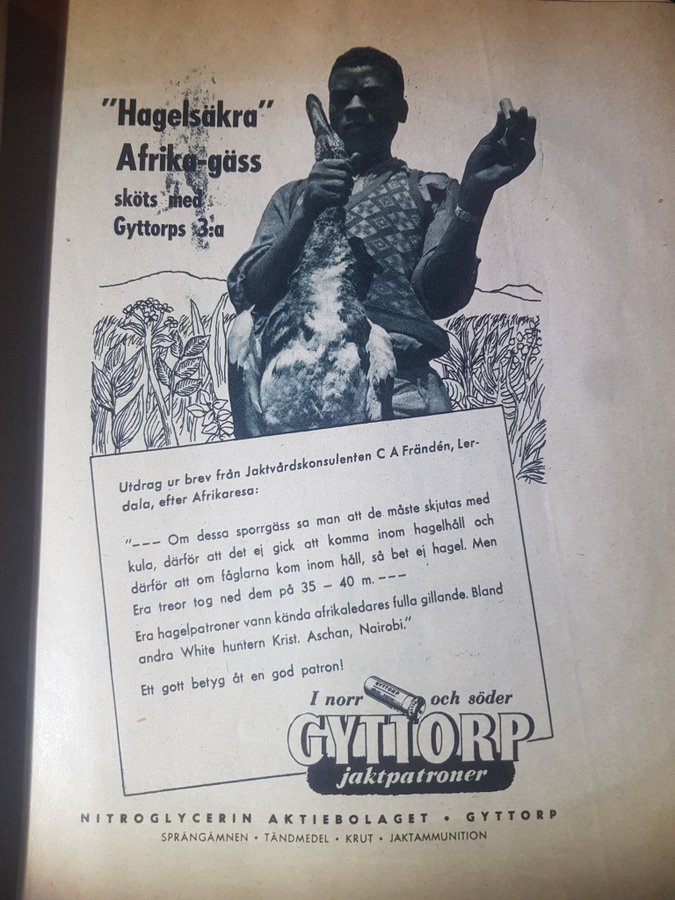 "Hagelsäkra"
Afrika-gäss
sköts med
Gyttorps 3:a
Utdrag ur brev från Jaktvårdskonsulenten C A Frändén, Ler-
dala, efter Afrikaresa:
"––– Om dessa sporrgäss sa man att de måste skjutas med
kula, därför att det ej gick att komma inom hagelhåll och
därför att om fåglarna kom inom håll, så bet ej hagel. Men
Era treor tog ned dem på 35 – 40 m. –––
Era hagelpatroner vann kända afrikaledares fulla gillande. Bland
andra White huntern Krist. Aschan, Nairobi."
Ett gott betyg åt en god patron!
I norr och söder
GYTTORP
GYTTORP
jaktpatroner
NITROGLYCERIN AKTIEBOLAGET • GYTTORP
SPRÄNGÄMNEN • TÄNDMEDEL • KRUT • JAKTAMMUNITION